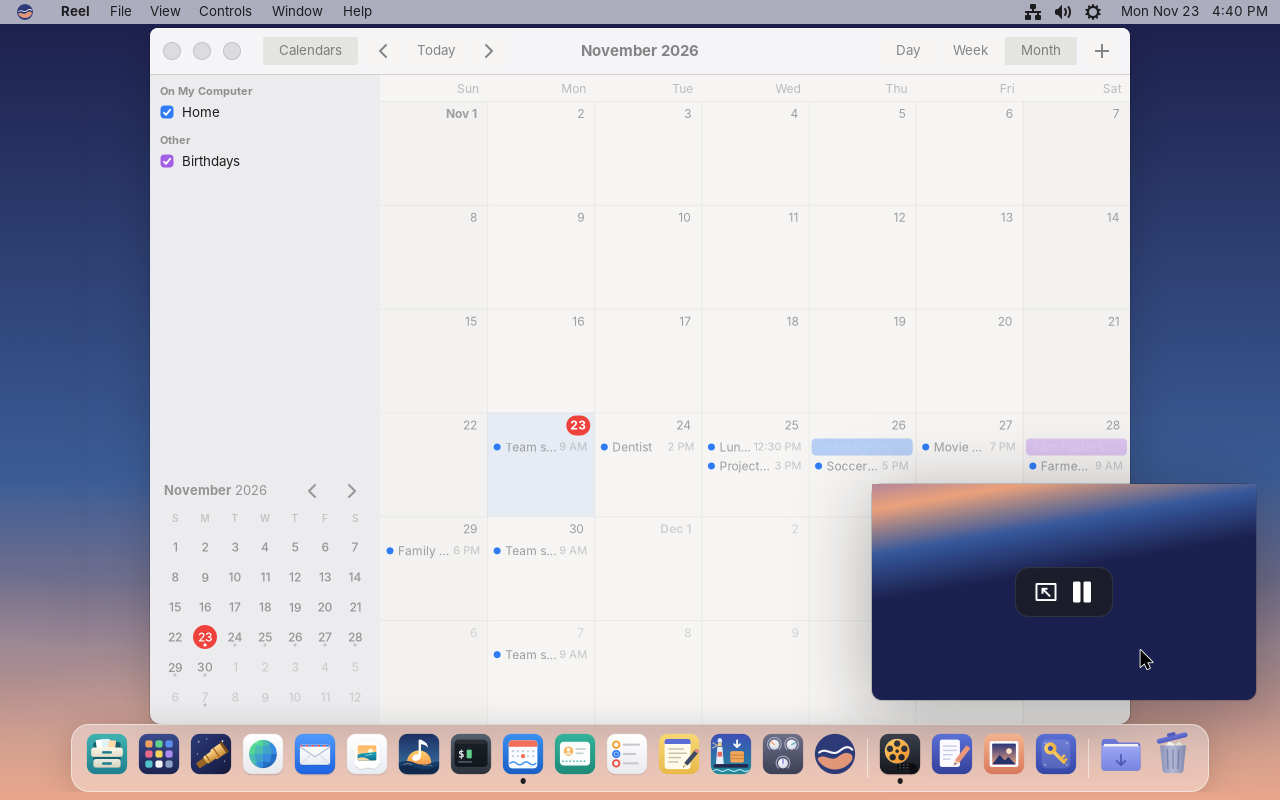 Reel File View Controls Window Help Mon Nov 23 4:40 PM
Calendars Today November 2026 Day Week Month
On My Computer
Home
Other
Birthdays
Sun Mon Tue Wed Thu Fri Sat
Nov 1 2 3 4 5 6 7
8 9 10 11 12 13 14
15 16 17 18 19 20 21
22 23 24 25 26 27 28
Team s... 9 AM Dentist 2 PM Lun... 12:30 PM Thanksgiving Movie ... 7 PM
Project... 3 PM Soccer... 5 PM Farme... 9 AM
29 30 Dec 1 2
Family ... 6 PM Team s... 9 AM
6 7 8 9
Team s... 9 AM
November 2026
S M T W T F S
1 2 3 4 5 6 7
8 9 10 11 12 13 14
15 16 17 18 19 20 21
22 23 24 25 26 27 28
29 30 1 2 3 4 5
6 7 8 9 10 11 12